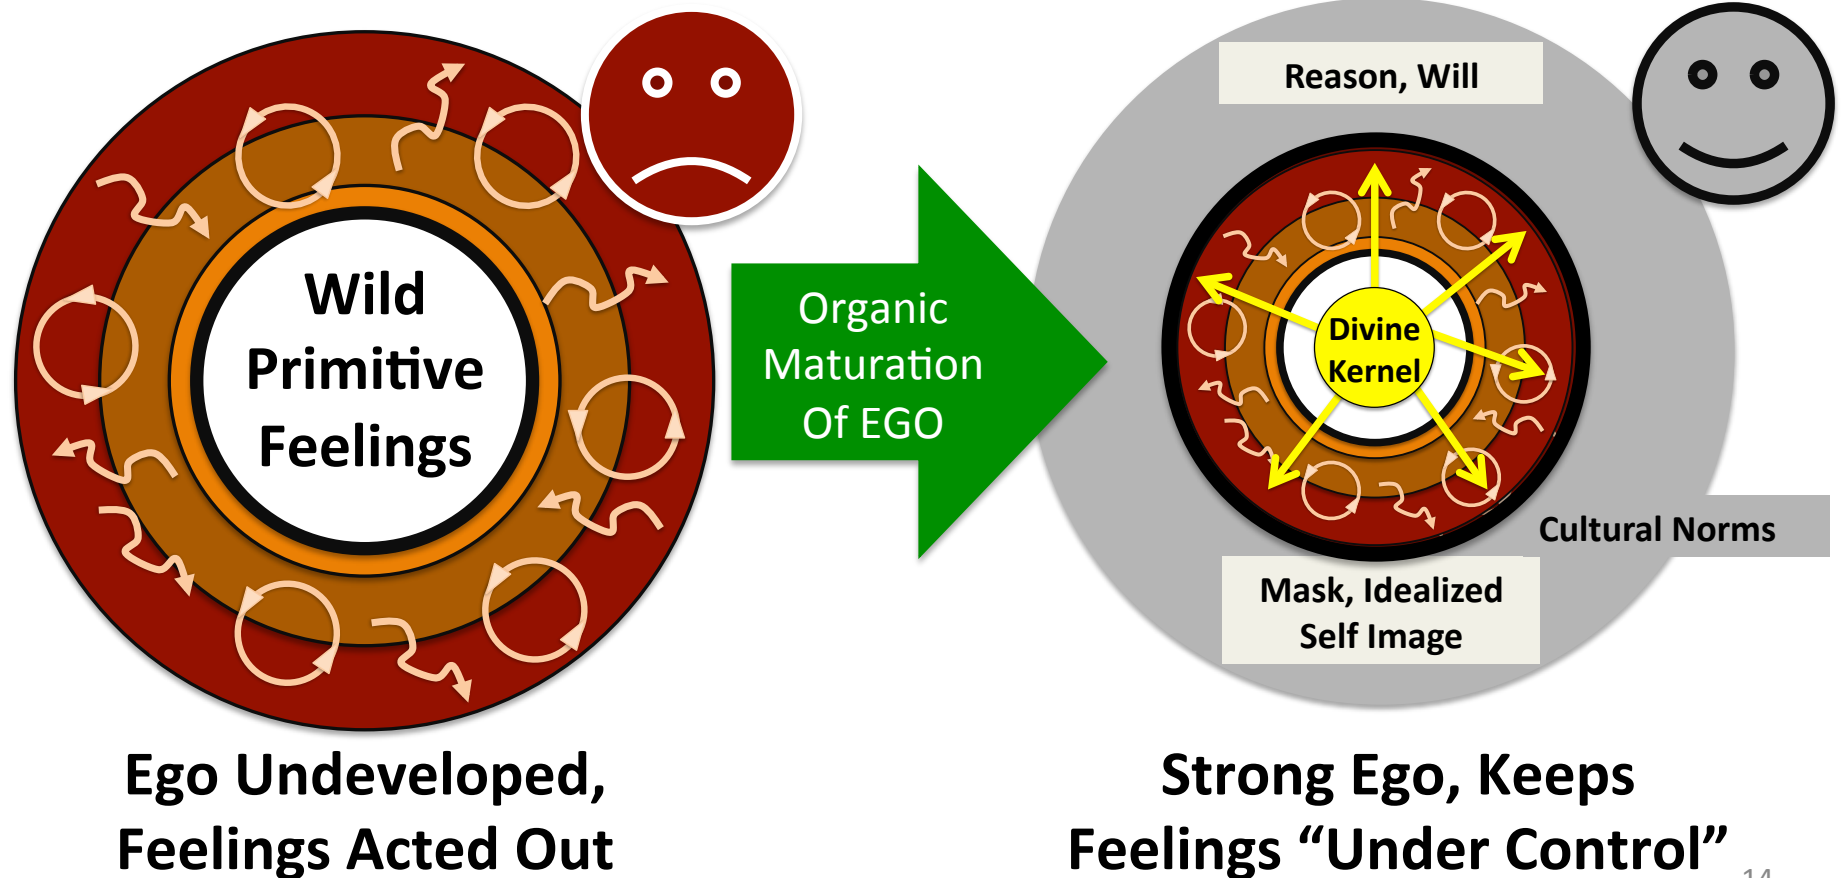 Wild
Primitive
Feelings
Organic
Maturation
Of EGO
Reason, Will
Divine
Kernel
Cultural Norms
Mask, Idealized
Self Image
Ego Undeveloped,
Feelings Acted Out
Strong Ego, Keeps
Feelings “Under Control”
14